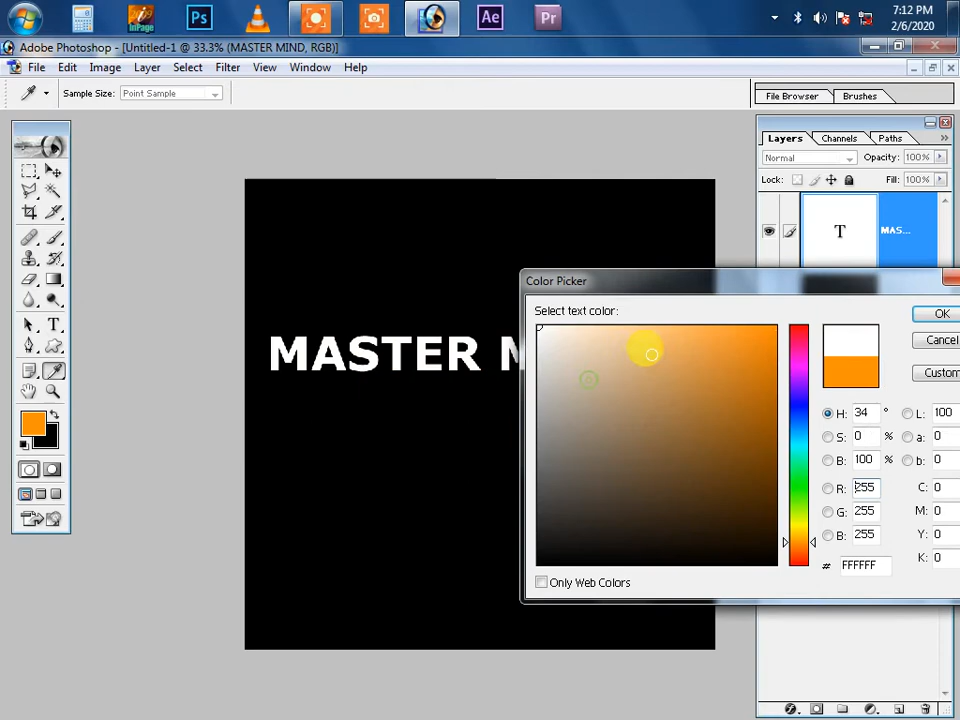 InPage
Ps
Ae
Pr
7:12 PM
2/6/2020
Adobe Photoshop - [Untitled-1 @ 33.3% (MASTER MIND, RGB)]
File Edit Image Layer Select Filter View Window Help
Sample Size: Point Sample
File Browser Brushes
Layers Channels Paths
Normal Opacity: 100%
Lock: Fill: 100%
T MAS...
Color Picker
Select text color:
OK
Cancel
Custom
MASTER M
H: 34 ° L: 100
S: 0 % a: 0
B: 100 % b: 0
R: 255 C: 0
G: 255 M: 0
B: 255 Y: 0
K: 0
# FFFFFF
Only Web Colors